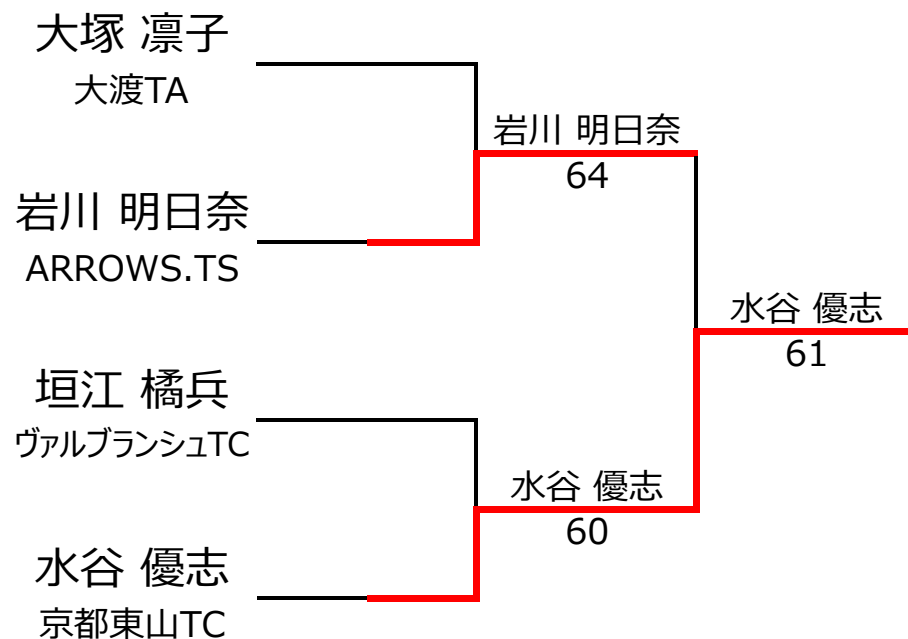 大塚 凛子
大渡TA
岩川 明日奈
64
岩川 明日奈
ARROWS.TS
水谷 優志
61
垣江 橘兵
ヴァルブランシュTC
水谷 優志
60
水谷 優志
京都東山TC